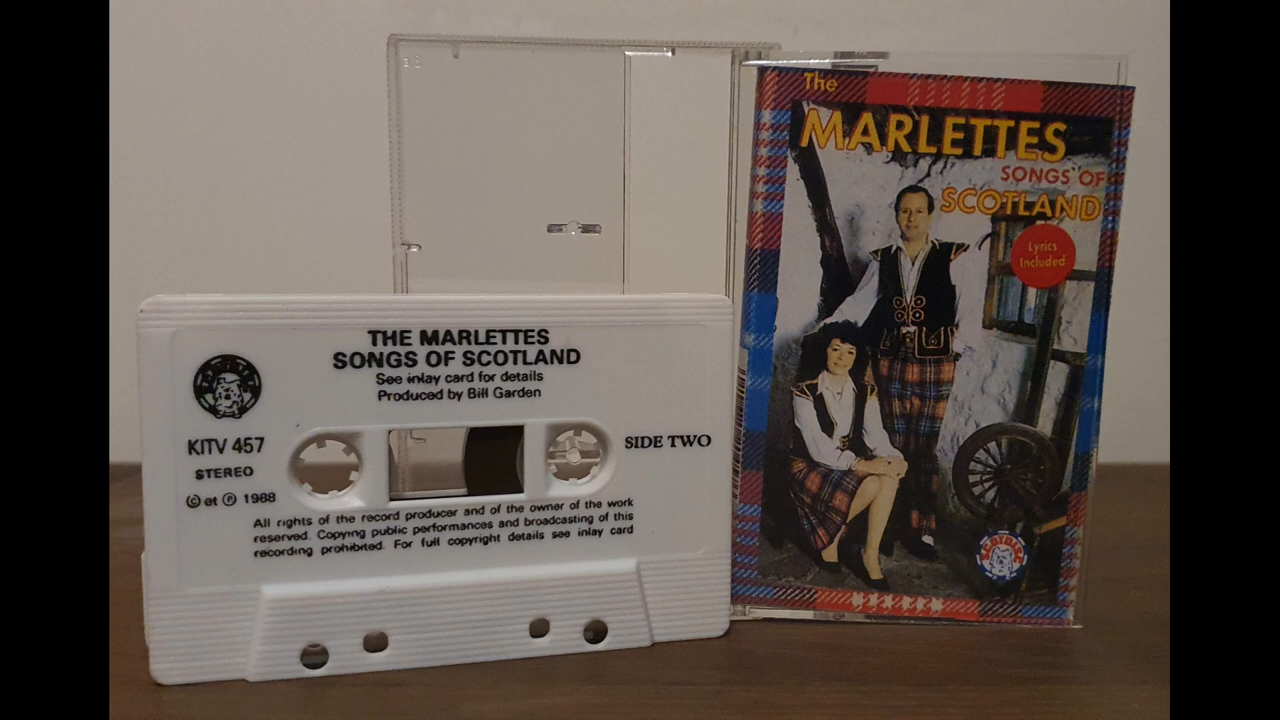 THE MARLETTES
SONGS OF SCOTLAND
See inlay card for details
Produced by Bill Garden
KITV 457
STEREO
© et ℗ 1988
SIDE TWO
All rights of the record producer and of the owner of the work
reserved. Copying public performances and broadcasting of this
recording prohibited. For full copyright details see inlay card
The
MARLETTES
SONGS OF
SCOTLAND
Lyrics
Included
SCOTDISC